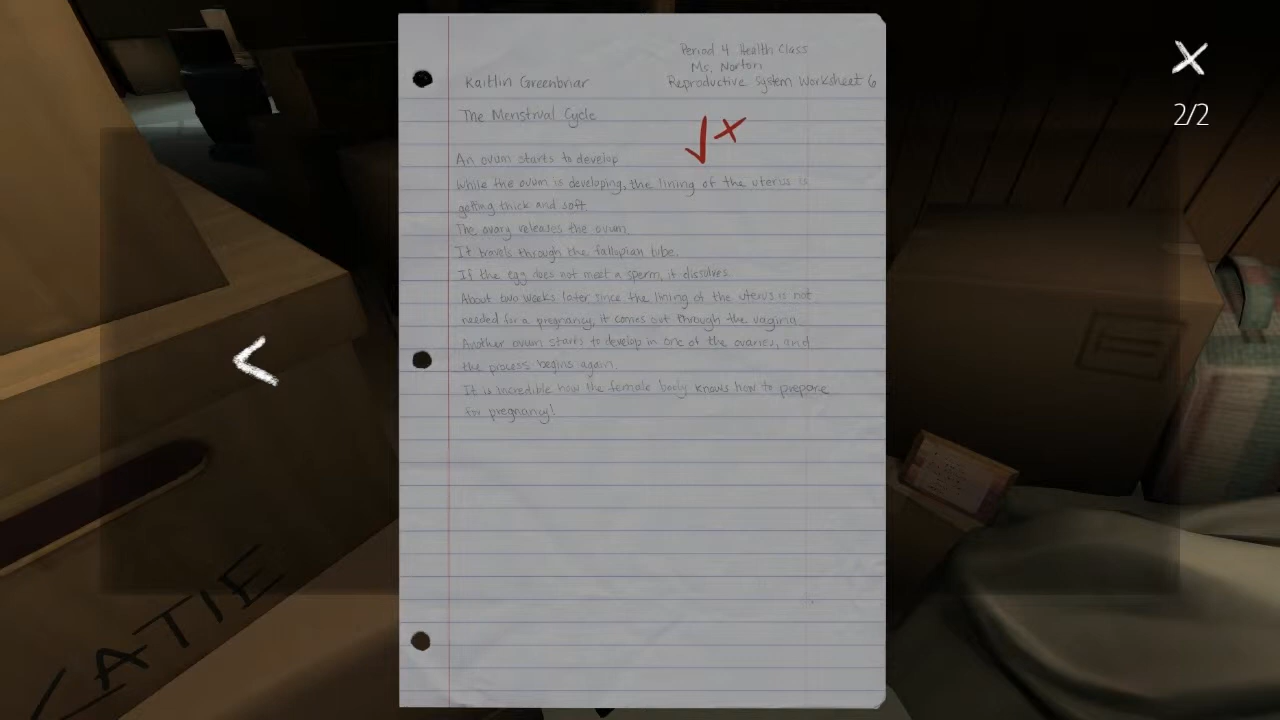 Period 4 Health Class
Ms. Norton
Kaitlin Greenbriar
Reproductive System Worksheet 6
The Menstrual Cycle
An ovum starts to develop
While the ovum is developing, the lining of the uterus is
getting thick and soft.
The ovary releases the ovum
It travels through the fallopian tube.
If the egg does not meet a sperm, it dissolves.
About two weeks later, since the lining of the uterus is not
needed for a pregnancy, it comes out through the vagina
Another ovum starts to develop in one of the ovaries, and
the process begins again.
It is incredible how the female body knows how to prepare
for pregnancy!
2/2
KATIE